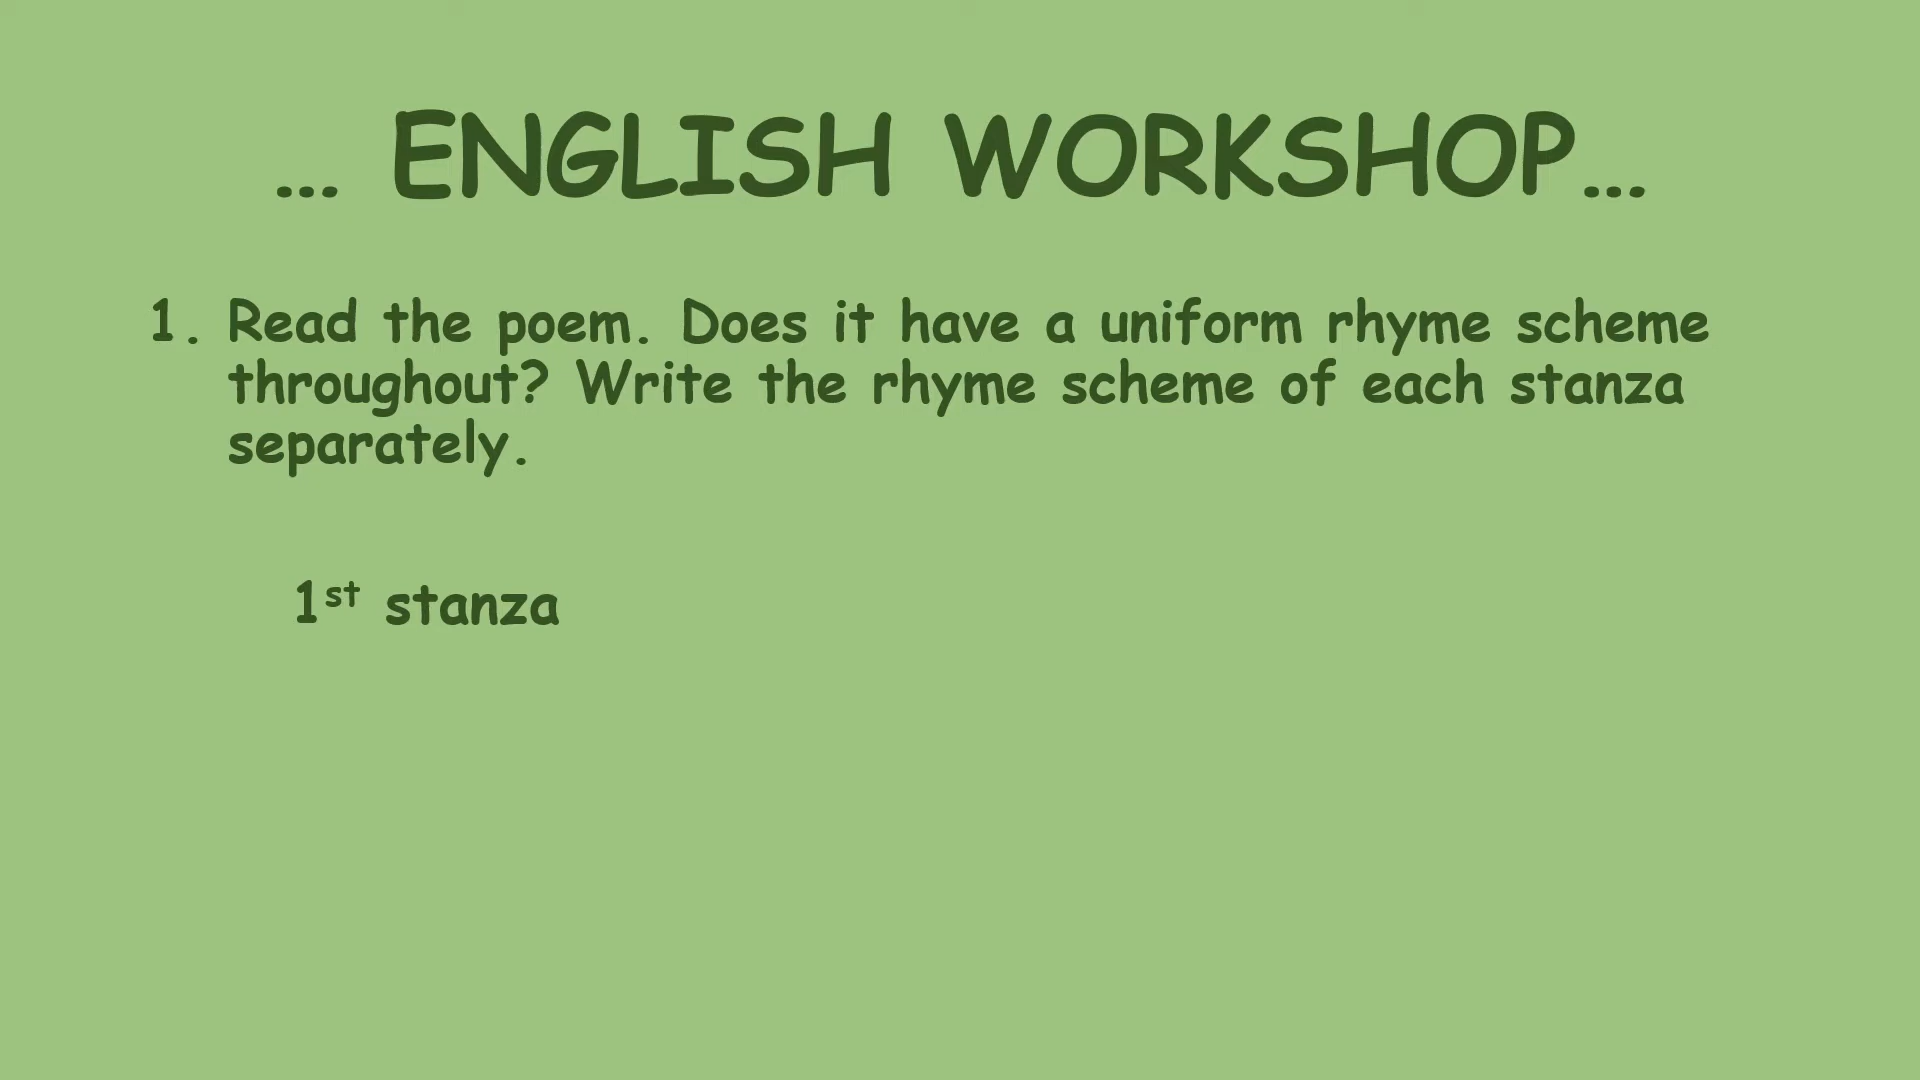 ... ENGLISH WORKSHOP...
1. Read the poem. Does it have a uniform rhyme scheme
throughout? Write the rhyme scheme of each stanza
separately.
1st stanza